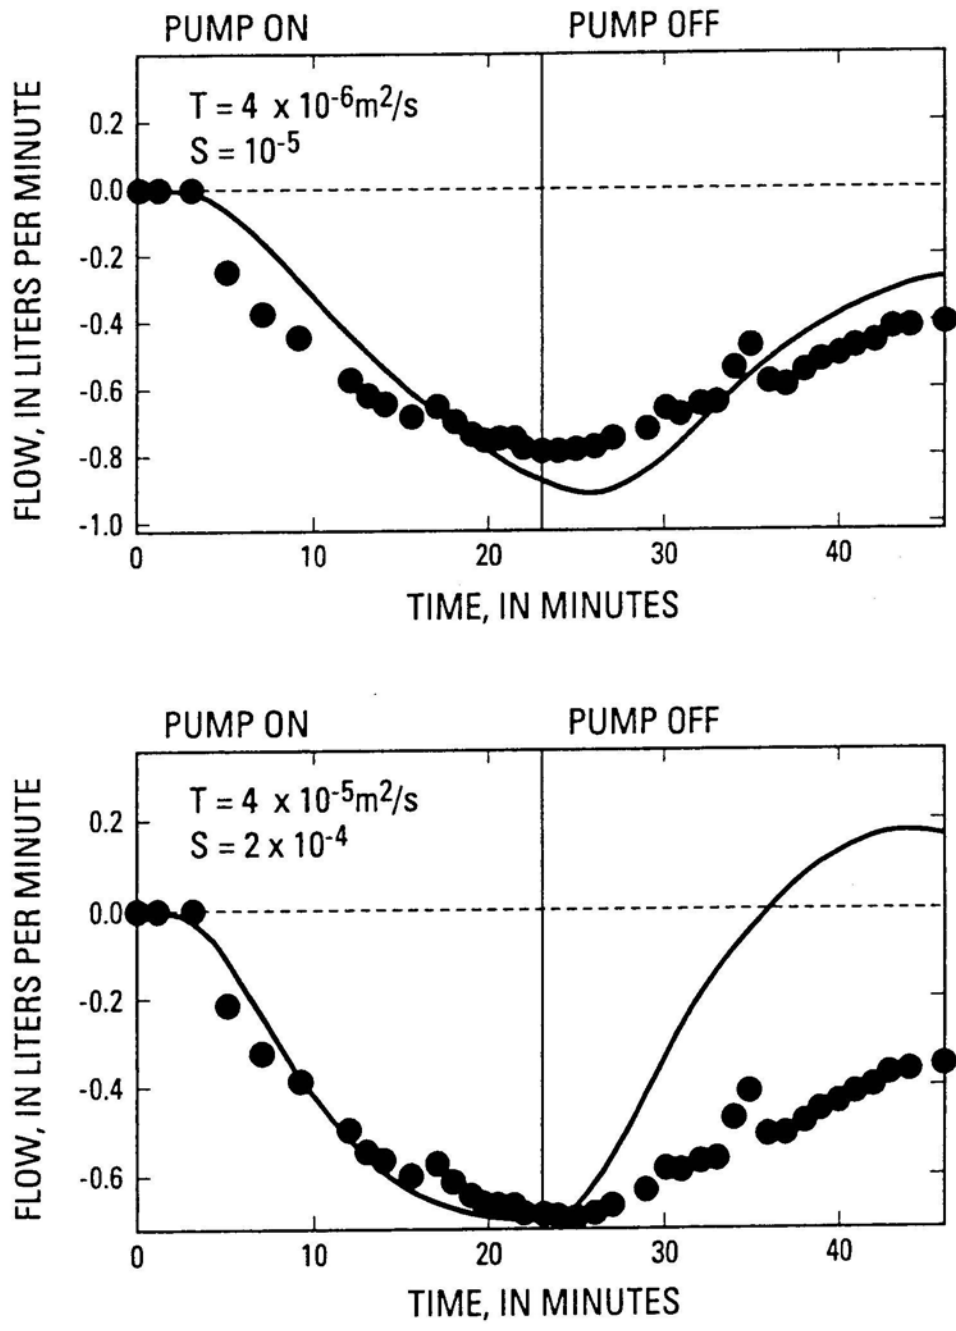 PUMP ON PUMP OFF
T = 4 x 10-6m2/s
S = 10-5
0.2
0.0
-0.2
-0.4
-0.6
-0.8
-1.0
0 10 20 30 40
FLOW, IN LITERS PER MINUTE
TIME, IN MINUTES
PUMP ON PUMP OFF
T = 4 x 10-5m2/s
S = 2 x 10-4
0.2
0.0
-0.2
-0.4
-0.6
0 10 20 30 40
FLOW, IN LITERS PER MINUTE
TIME, IN MINUTES